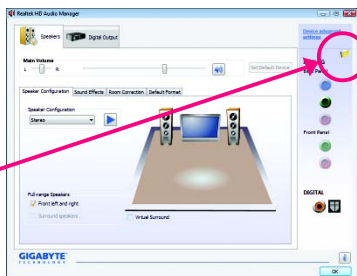 Realtek HD Audio Manager
Speakers
Digital Output
Device advanced
settings
Main Volume
L
R
Set Default Device
Back Panel
Speaker Configuration
Sound Effects
Room Correction
Default Format
Speaker Configuration
Stereo
Front Panel
Full-range Speakers
Front left and right
Surround speakers
Virtual Surround
DIGITAL
GIGABYTE
TECHNOLOGY
OK